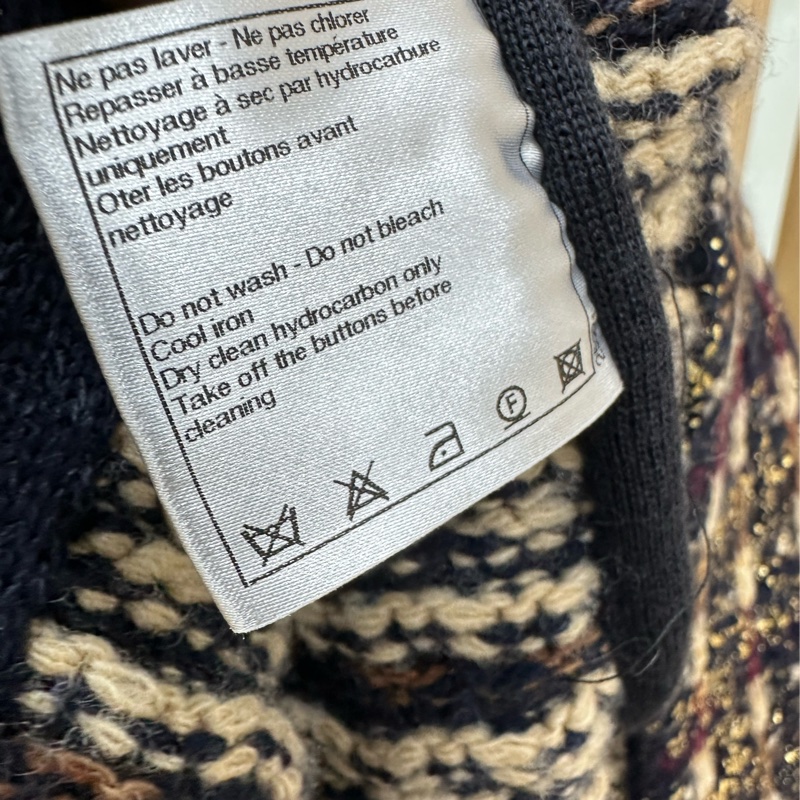 Ne pas laver - Ne pas chlorer
Repasser à basse température
Nettoyage à sec par hydrocarbure
uniquement
Oter les boutons avant
nettoyage
Do not wash - Do not bleach
Cool iron
Dry clean hydrocarbon only
Take off the buttons before
cleaning
F